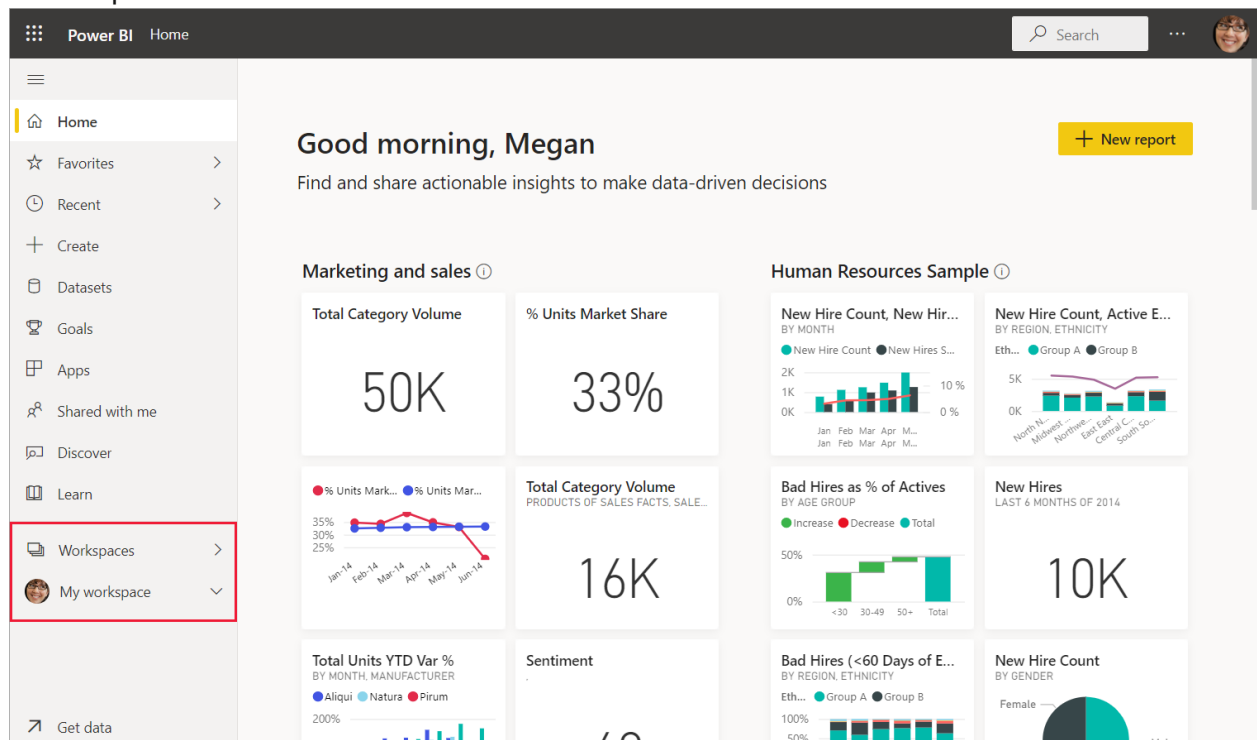 Power BI Home
Search
Home
Favorites
Recent
Create
Datasets
Goals
Apps
Shared with me
Discover
Learn
Workspaces
My workspace
Get data
Good morning, Megan
New report
Find and share actionable insights to make data-driven decisions
Marketing and sales
Total Category Volume
50K
% Units Market Share
33%
% Units Mark... % Units Mar...
35%
30%
25%
Jan-14 Feb-14 Mar-14 Apr-14 May-14 Jun-14
Total Category Volume
PRODUCTS OF SALES FACTS, SALE...
16K
Total Units YTD Var %
BY MONTH, MANUFACTURER
Aliqui Natura Pirum
200%
Sentiment
.
Human Resources Sample
New Hire Count, New Hir...
BY MONTH
New Hire Count New Hires S...
2K
1K
0K
10 %
0 %
Jan Feb Mar Apr M...
Jan Feb Mar Apr M...
New Hire Count, Active E...
BY REGION, ETHNICITY
Eth... Group A Group B
5K
0K
North N... Midwest ... Northwe... East East Central C... South So...
Bad Hires as % of Actives
BY AGE GROUP
Increase Decrease Total
50%
0%
<30 30-49 50+ Total
New Hires
LAST 6 MONTHS OF 2014
10K
Bad Hires (<60 Days of E...
BY REGION, ETHNICITY
Eth... Group A Group B
100%
50%
New Hire Count
BY GENDER
Female